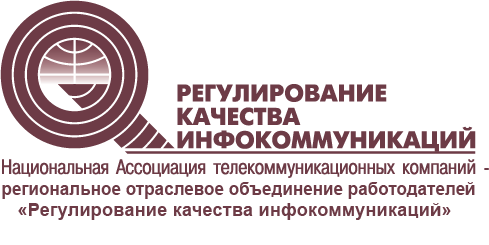 РЕГУЛИРОВАНИЕ
КАЧЕСТВА
ИНФОКОММУНИКАЦИЙ
Национальная Ассоциация телекоммуникационных компаний -
региональное отраслевое объединение работодателей
«Регулирование качества инфокоммуникаций»